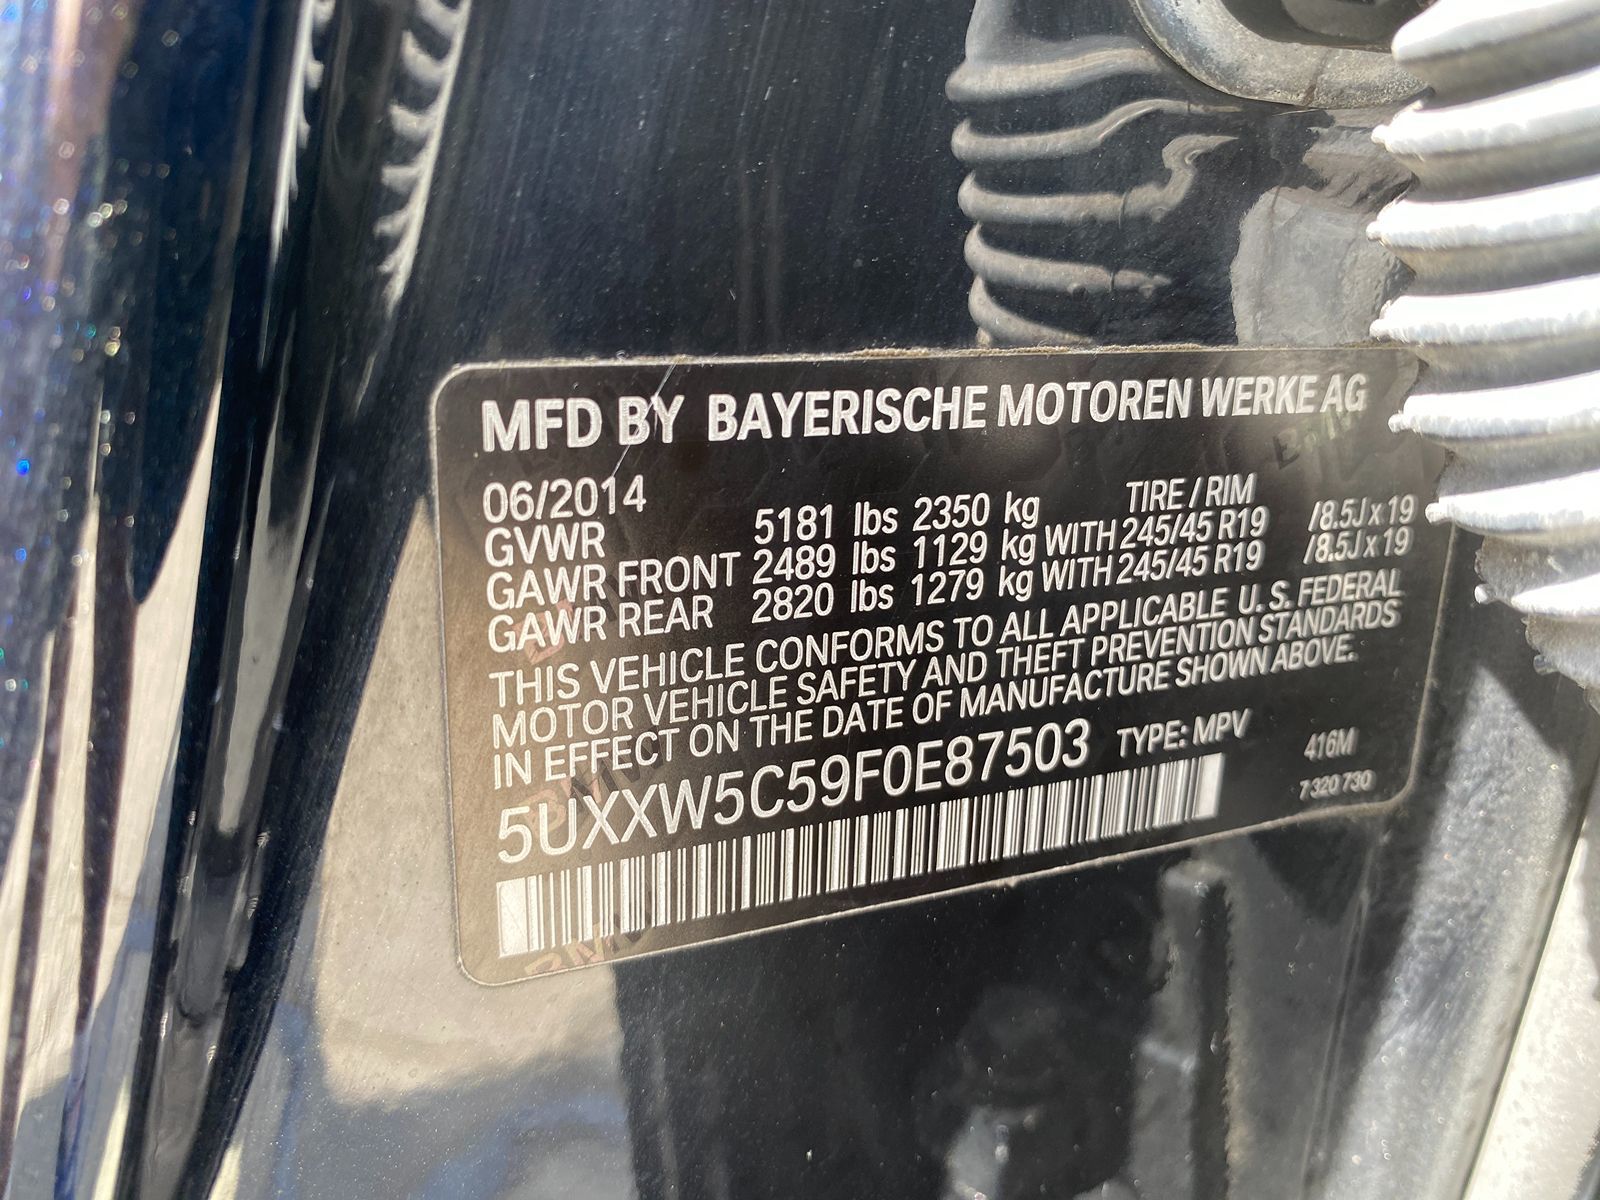 MFD BY BAYERISCHE MOTOREN WERKE AG
06/2014 TIRE / RIM
GVWR 5181 lbs 2350 kg
GAWR FRONT 2489 lbs 1129 kg WITH 245/45 R19 /8.5J x 19
GAWR REAR 2820 lbs 1279 kg WITH 245/45 R19 /8.5J x 19
THIS VEHICLE CONFORMS TO ALL APPLICABLE U. S. FEDERAL
MOTOR VEHICLE SAFETY AND THEFT PREVENTION STANDARDS
IN EFFECT ON THE DATE OF MANUFACTURE SHOWN ABOVE.
5UXXW5C59F0E87503 TYPE: MPV 416M
7 320 730